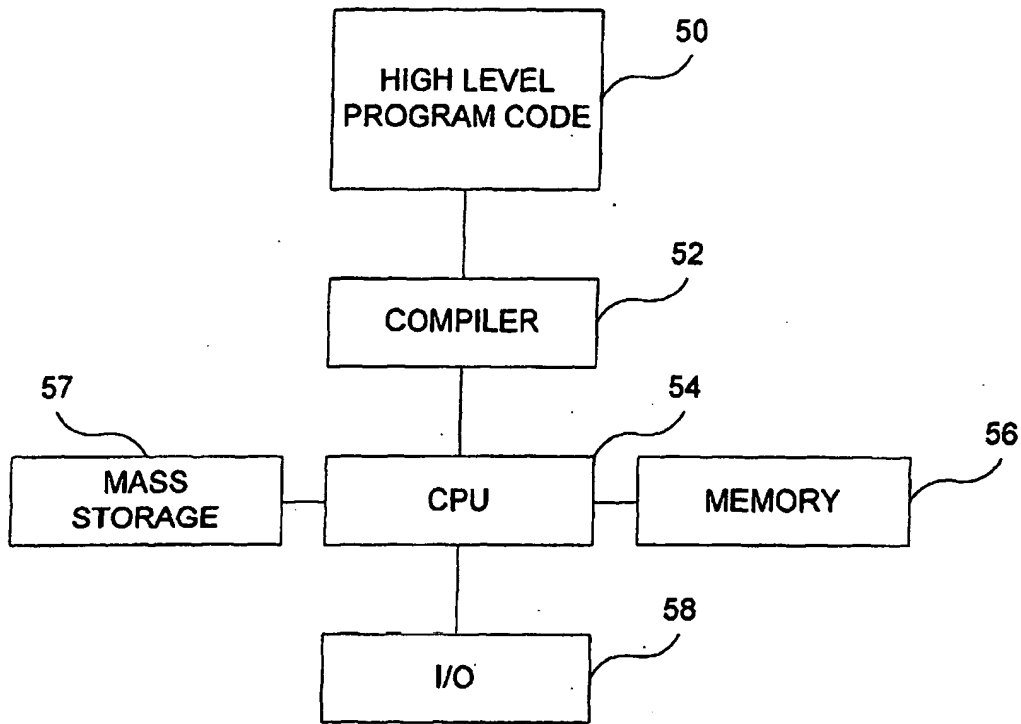 50
HIGH LEVEL
PROGRAM CODE
52
COMPILER
57
54
56
MASS
STORAGE
CPU
MEMORY
58
I/O